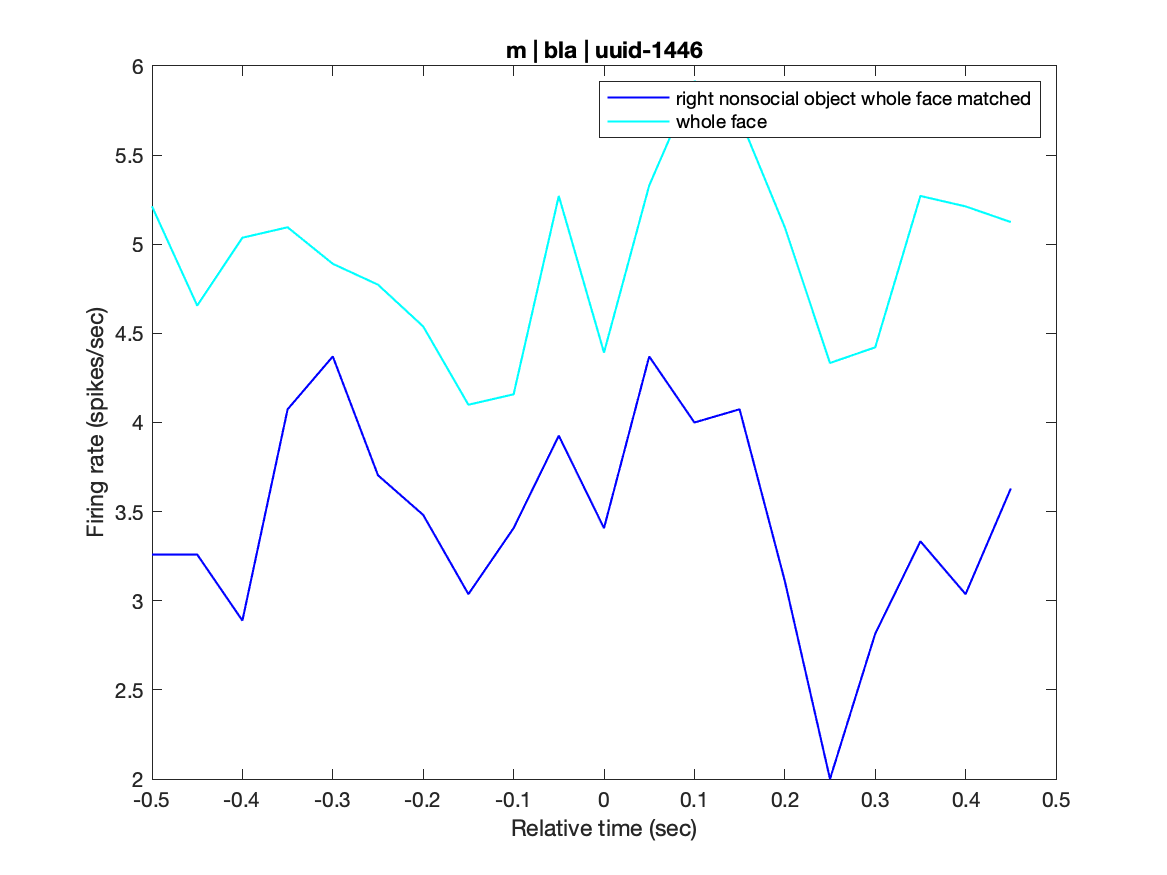 m | bla | uuid-1446
right nonsocial object whole face matched
whole face
6
5.5
5
4.5
4
3.5
3
2.5
2
Firing rate (spikes/sec)
-0.5 -0.4 -0.3 -0.2 -0.1 0 0.1 0.2 0.3 0.4 0.5
Relative time (sec)